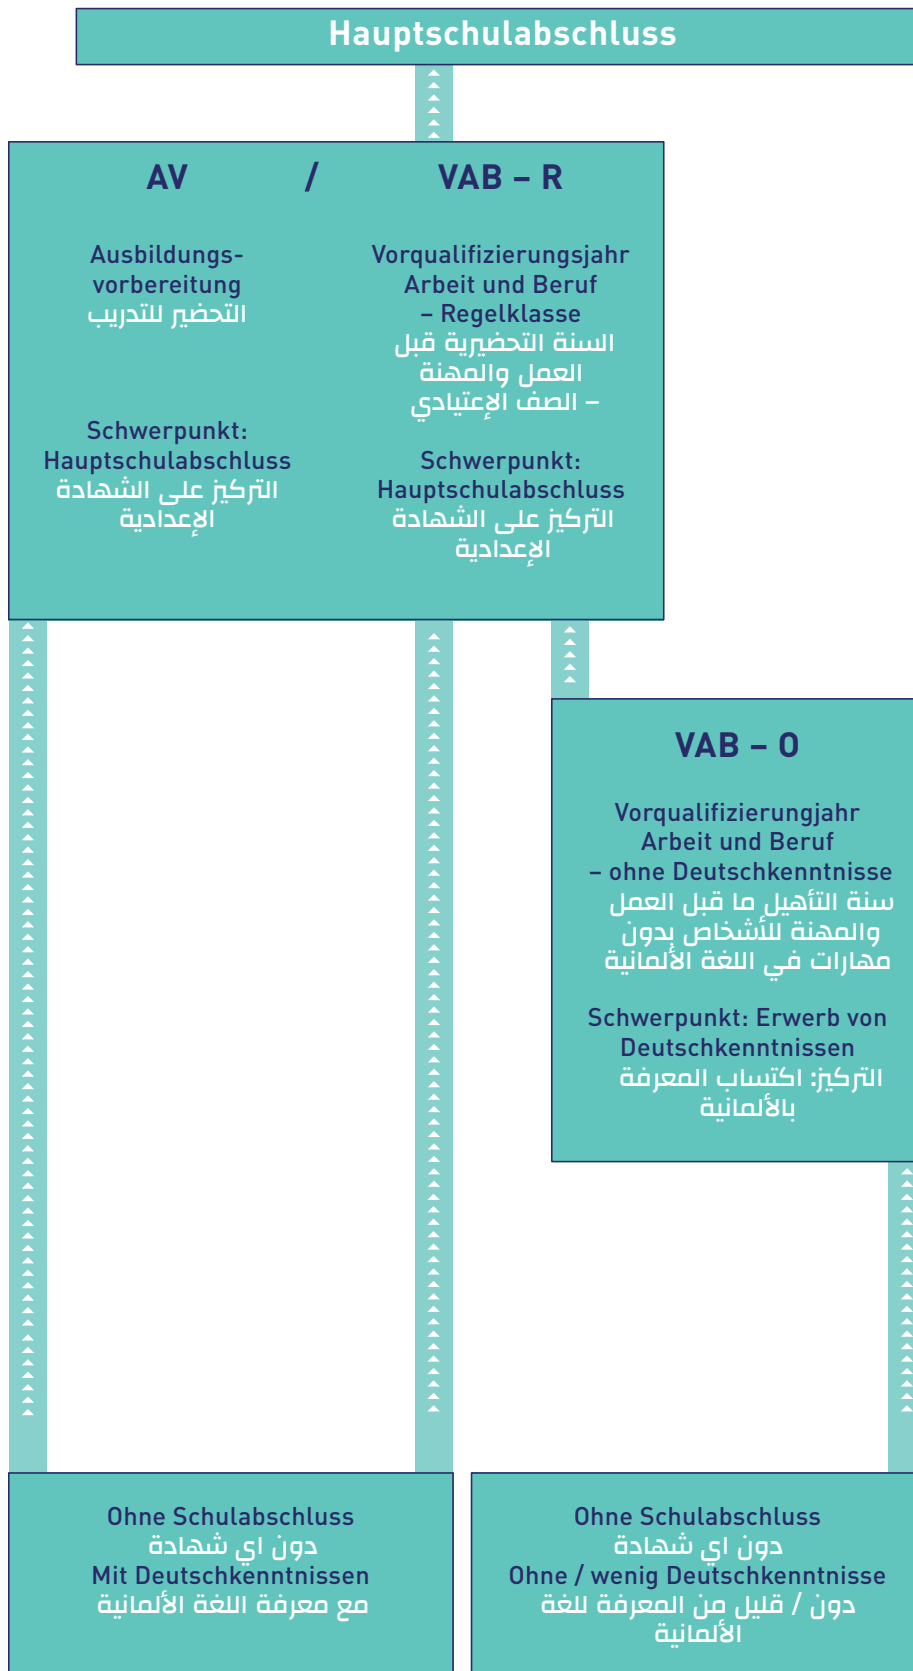 Hauptschulabschluss
AV / VAB – R
Ausbildungs-
vorbereitung
التحضير للتدريب
Schwerpunkt:
Hauptschulabschluss
التركيز على الشهادة
الإعدادية
Vorqualifizierungsjahr
Arbeit und Beruf
– Regelklasse
السنة التحضيرية قبل
العمل والمهنة
– الصف الإعتيادي
Schwerpunkt:
Hauptschulabschluss
التركيز على الشهادة
الإعدادية
VAB – O
Vorqualifizierungjahr
Arbeit und Beruf
– ohne Deutschkenntnisse
سنة التأهيل ما قبل العمل
والمهنة للأشخاص بدون
مهارات في اللغة الألمانية
Schwerpunkt: Erwerb von
Deutschkenntnissen
التركيز: اكتساب المعرفة
بالألمانية
Ohne Schulabschluss
دون اي شهادة
Mit Deutschkenntnissen
مع معرفة اللغة الألمانية
Ohne Schulabschluss
دون اي شهادة
Ohne / wenig Deutschkenntnisse
دون / قليل من المعرفة للغة
الألمانية